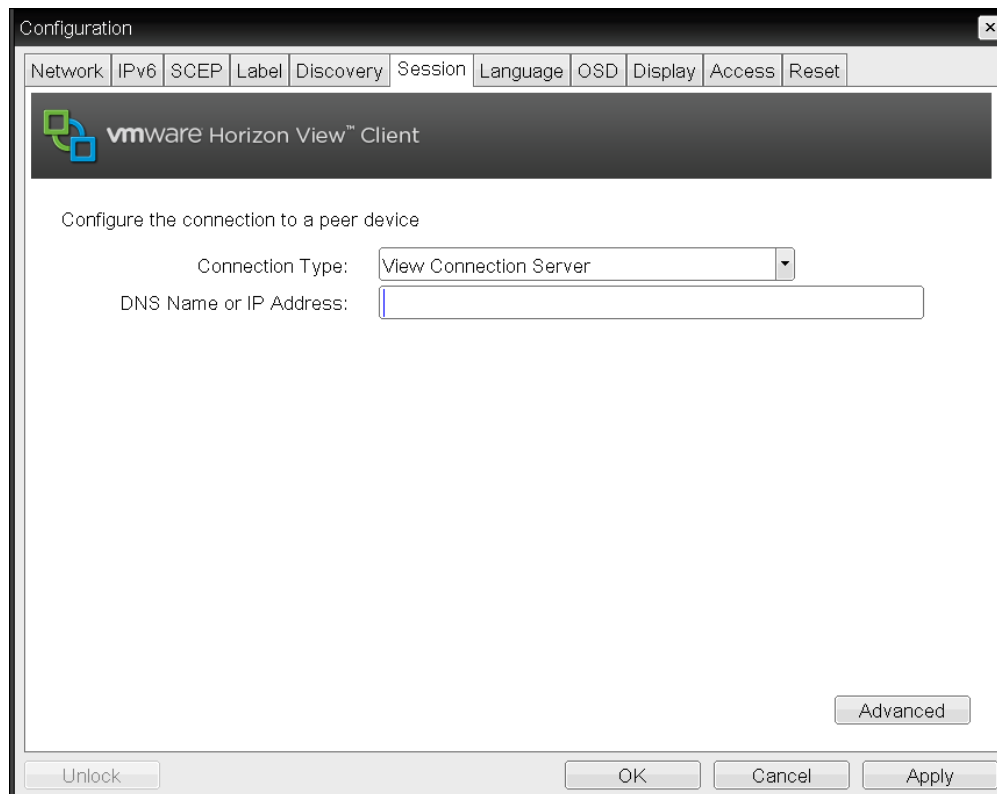 Configuration
Network IPv6 SCEP Label Discovery Session Language OSD Display Access Reset
vmware Horizon View™ Client
Configure the connection to a peer device
Connection Type: View Connection Server
DNS Name or IP Address:
Advanced
Unlock OK Cancel Apply